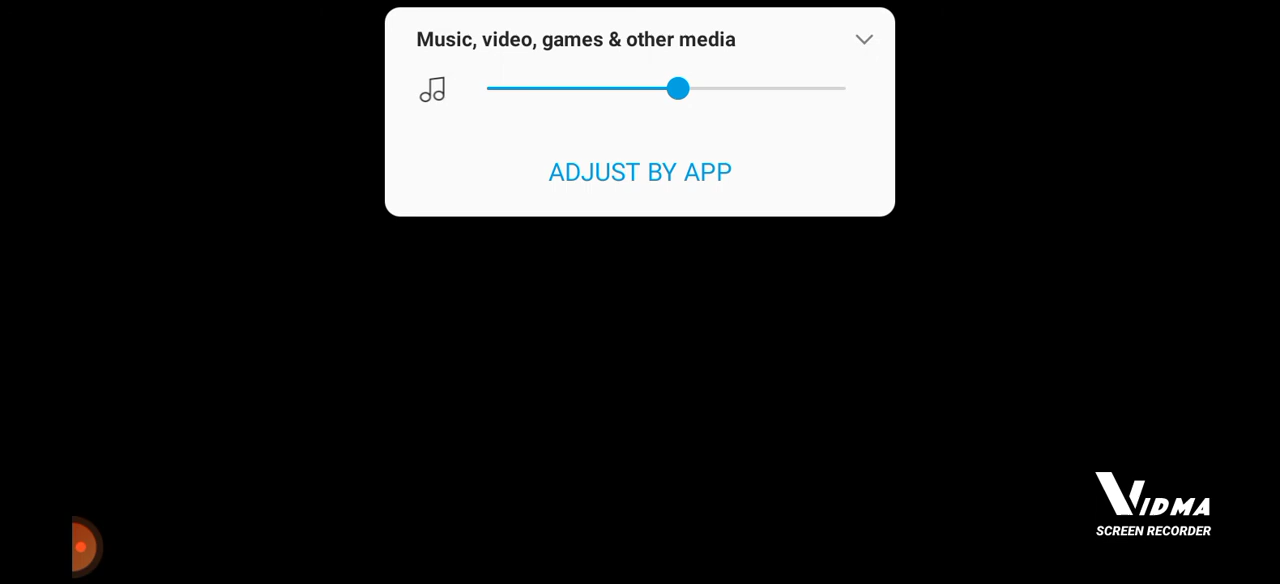 Music, video, games & other media
ADJUST BY APP
VIDMA
SCREEN RECORDER